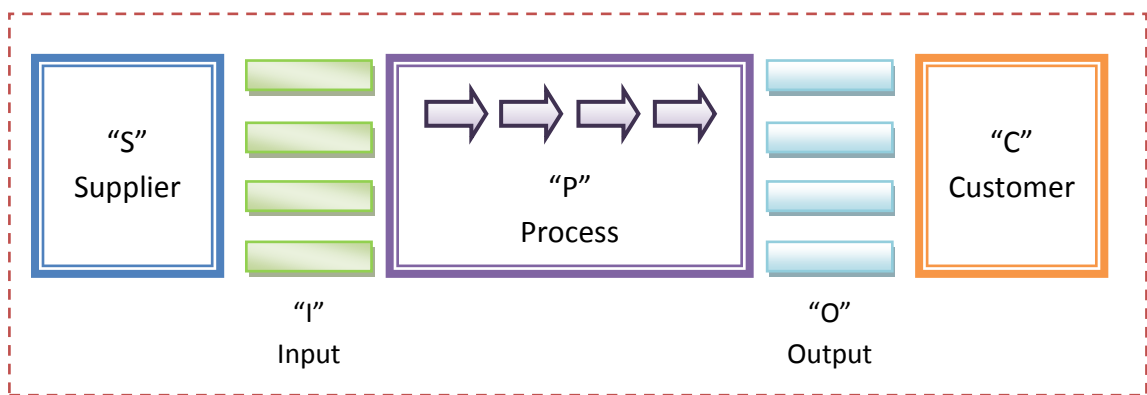 “S”
Supplier
“I”
Input
“P”
Process
“O”
Output
“C”
Customer